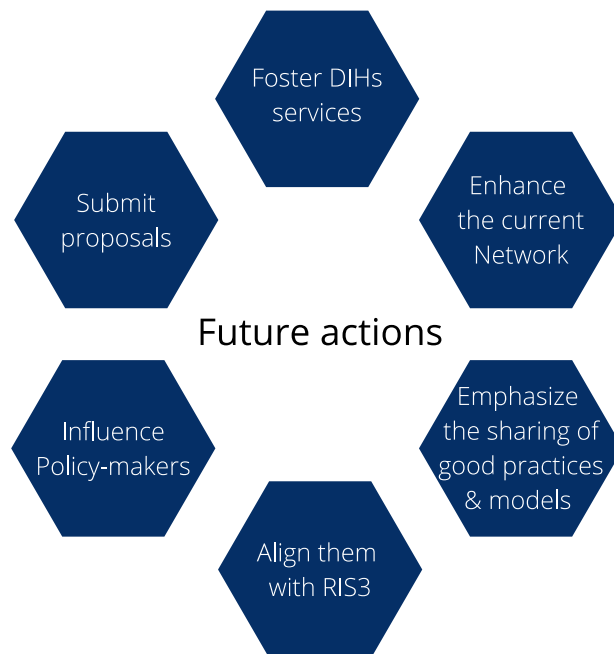 Foster DIHs
services
Submit
proposals
Enhance
the current
Network
Future actions
Influence
Policy-makers
Emphasize
the sharing of
good practices
& models
Align them
with RIS3